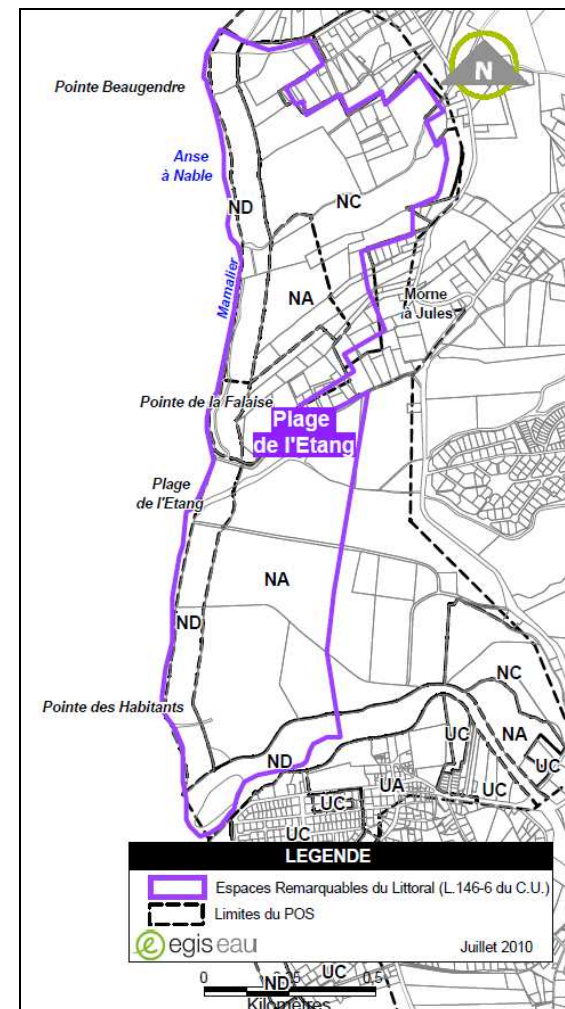 N
Pointe Beaugendre
Anse
à Nable
ND
NC
Mamalier
NA
Morne
à Jules
Pointe de la Falaise
Plage
de l'Etang
Plage
de l'Etang
NA
ND
Pointe des Habitants
NC
NA
UC
UC
ND
UA
UC
UC
UC
LEGENDE
Espaces Remarquables du Littoral (L.146-6 du C.U.)
Limites du POS
egis eau
Juillet 2010
UC
ND
0
0,5
Kilomètres